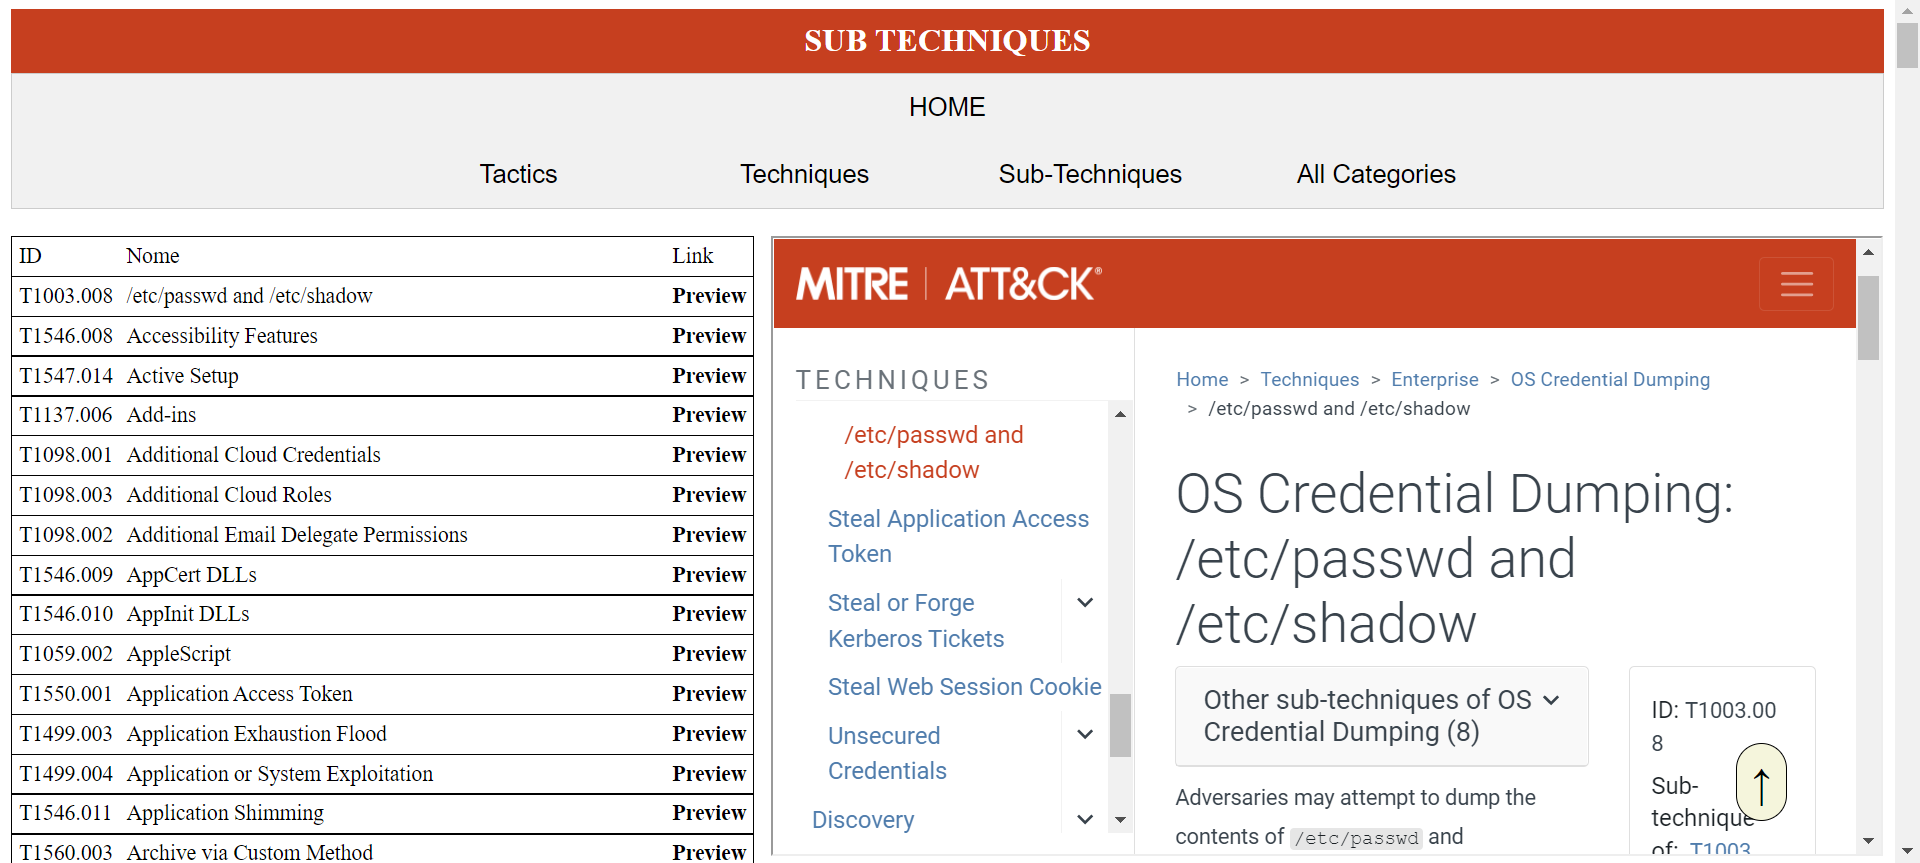 SUB TECHNIQUES
HOME
Tactics Techniques Sub-Techniques All Categories
ID Nome Link
T1003.008 /etc/passwd and /etc/shadow Preview
T1546.008 Accessibility Features Preview
T1547.014 Active Setup Preview
T1137.006 Add-ins Preview
T1098.001 Additional Cloud Credentials Preview
T1098.003 Additional Cloud Roles Preview
T1098.002 Additional Email Delegate Permissions Preview
T1546.009 AppCert DLLs Preview
T1546.010 AppInit DLLs Preview
T1059.002 AppleScript Preview
T1550.001 Application Access Token Preview
T1499.003 Application Exhaustion Flood Preview
T1499.004 Application or System Exploitation Preview
T1546.011 Application Shimming Preview
T1560.003 Archive via Custom Method Preview
MITRE | ATT&CK®
TECHNIQUES
/etc/passwd and
/etc/shadow
Steal Application Access
Token
Steal or Forge
Kerberos Tickets
Steal Web Session Cookie
Unsecured
Credentials
Discovery
Home > Techniques > Enterprise > OS Credential Dumping
> /etc/passwd and /etc/shadow
OS Credential Dumping:
/etc/passwd and
/etc/shadow
Other sub-techniques of OS
Credential Dumping (8)
Adversaries may attempt to dump the
contents of /etc/passwd and
ID: T1003.00
8
Sub-
technique
of: T1003
↑